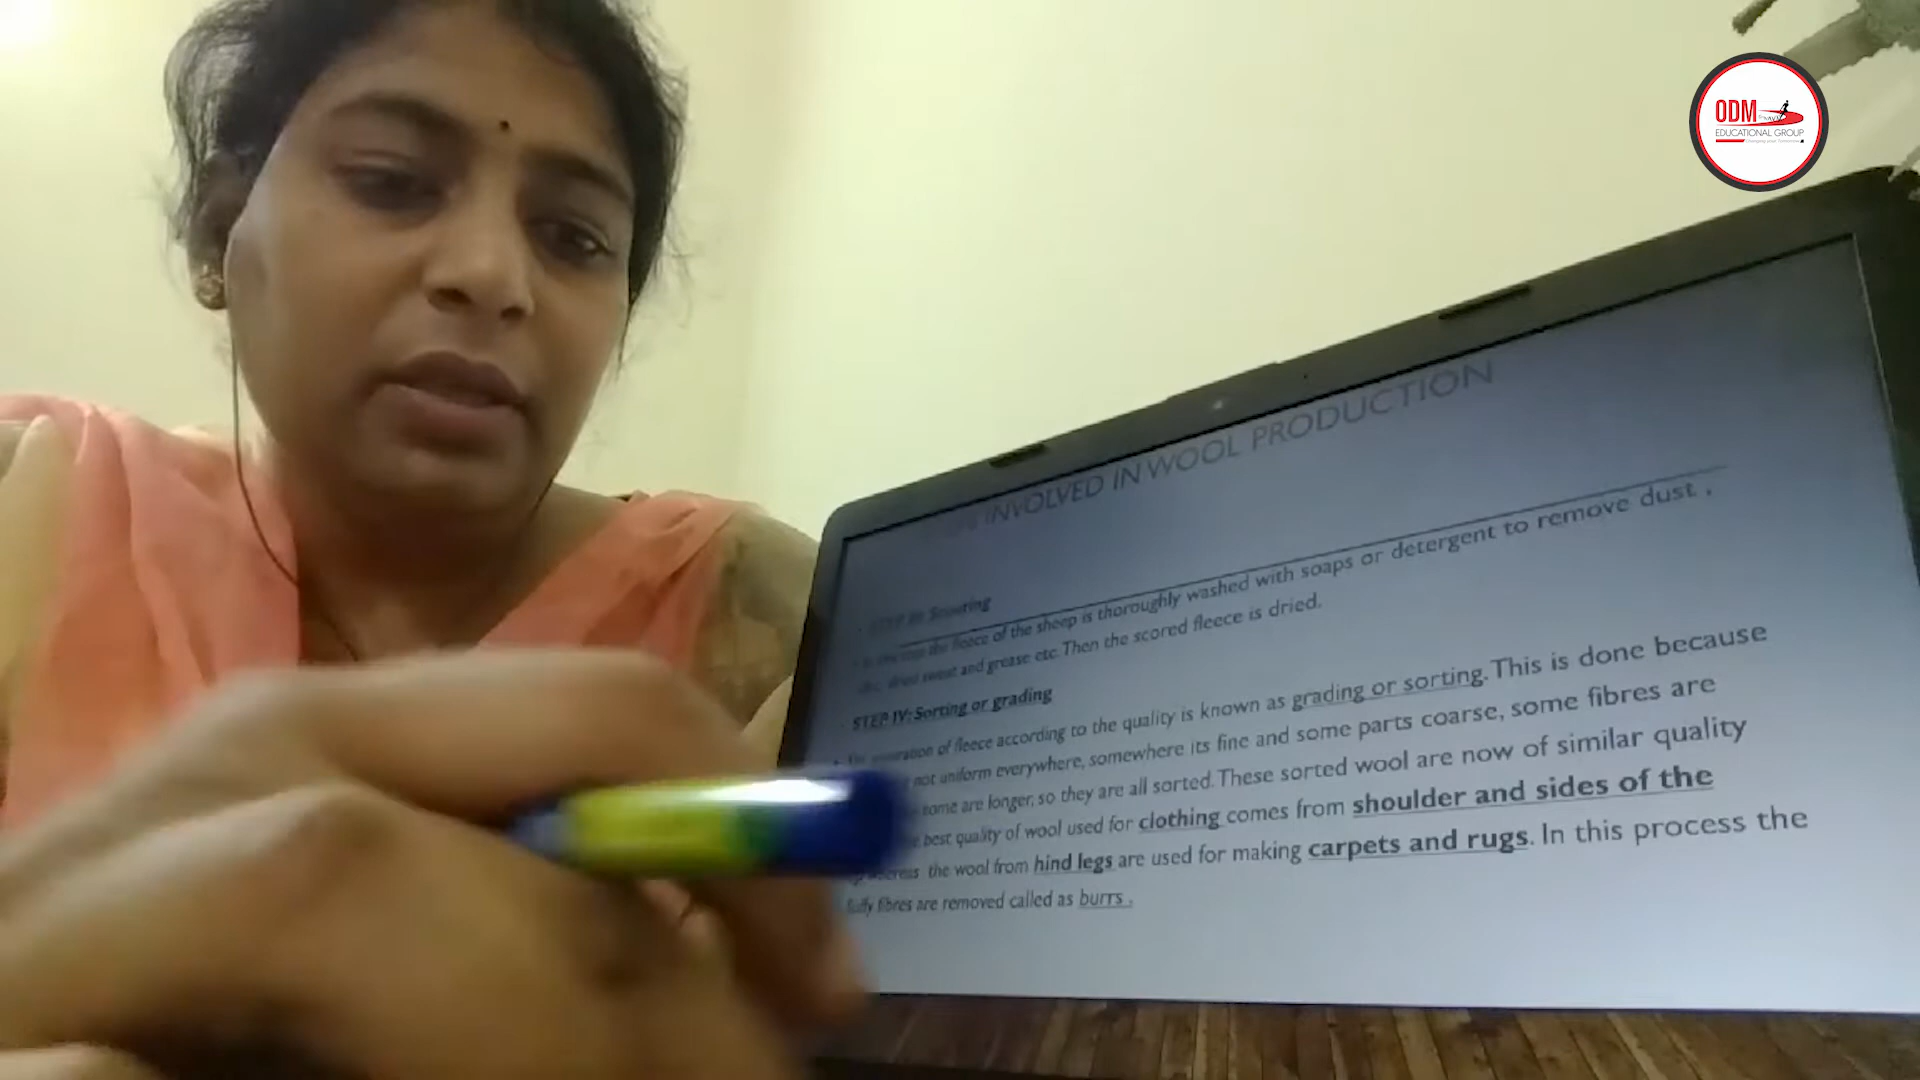 ODM
EDUCATIONAL GROUP
INVOLVED IN WOOL PRODUCTION
Scouring
the fleece of the sheep is thoroughly washed with soaps or detergent to remove dust ,
dried sweat and grease etc. Then the scored fleece is dried.
STEP IV: Sorting or grading
of fleece according to the quality is known as grading or sorting. This is done because
not uniform everywhere, somewhere its fine and some parts coarse, some fibres are
some are longer, so they are all sorted. These sorted wool are now of similar quality
best quality of wool used for clothing comes from shoulder and sides of the
the wool from hind legs are used for making carpets and rugs. In this process the
fluffy fibres are removed called as burrs .